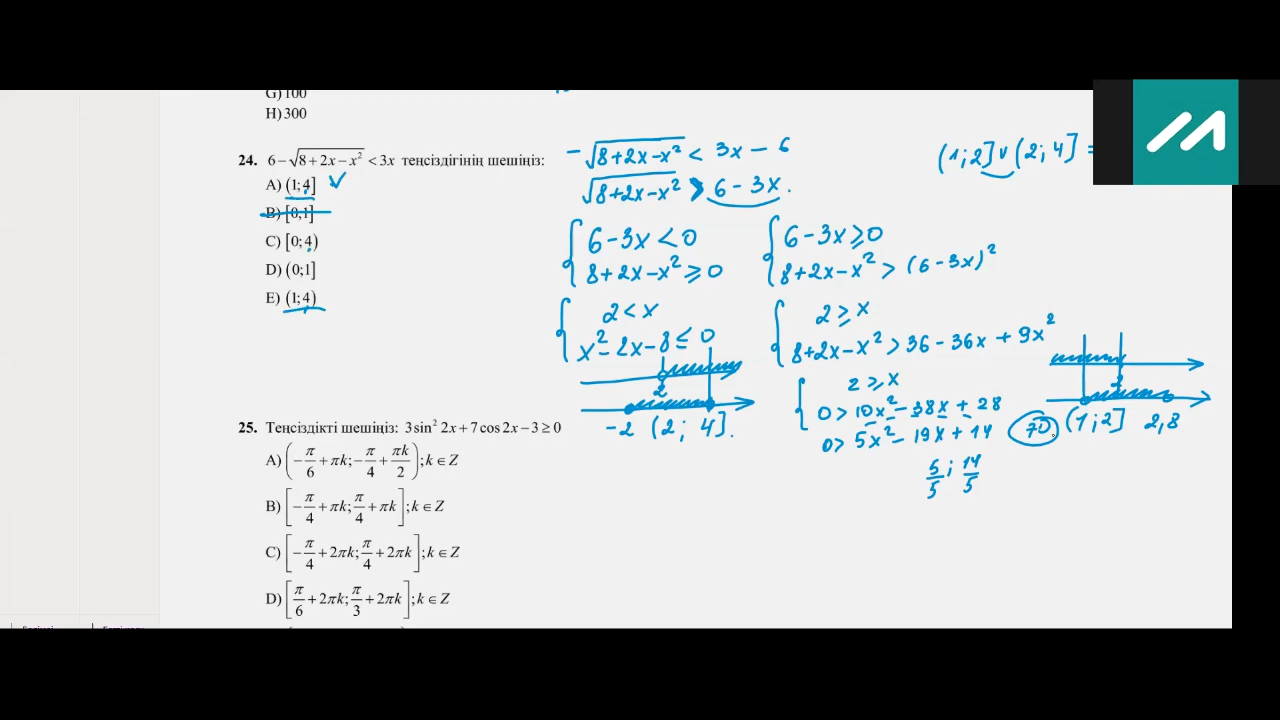 G) 100
H) 300
24. 6−√(8+2x−x²) < 3x теңсіздігінің шешіңіз:
A) (1;4]
B) [0;1]
C) [0;4)
D) (0;1]
E) (1;4)
−√(8+2x−x²) < 3x − 6
√(8+2x−x²) > 6−3x.
6−3x < 0
8+2x−x² ≥ 0
2 < x
x²−2x−8 ≤ 0
2
−2 (2; 4].
6−3x ≥ 0
8+2x−x² > (6−3x)²
2 ≥ x
8+2x−x² > 36−36x+9x²
2 ≥ x
0 > 10x²−38x+28
0 > 5x²−19x+14
5/5 ; 14/5
70
2
(1;2] 2,8
(1;2] ∪ (2;4] =
25. Теңсіздікті шешіңіз: 3sin² 2x+7cos 2x−3 ≥ 0
A) (−π/6+πk;−π/4+πk/2);k∈Z
B) [−π/4+πk;π/4+πk];k∈Z
C) [−π/4+2πk;π/4+2πk];k∈Z
D) [π/6+2πk;π/3+2πk];k∈Z